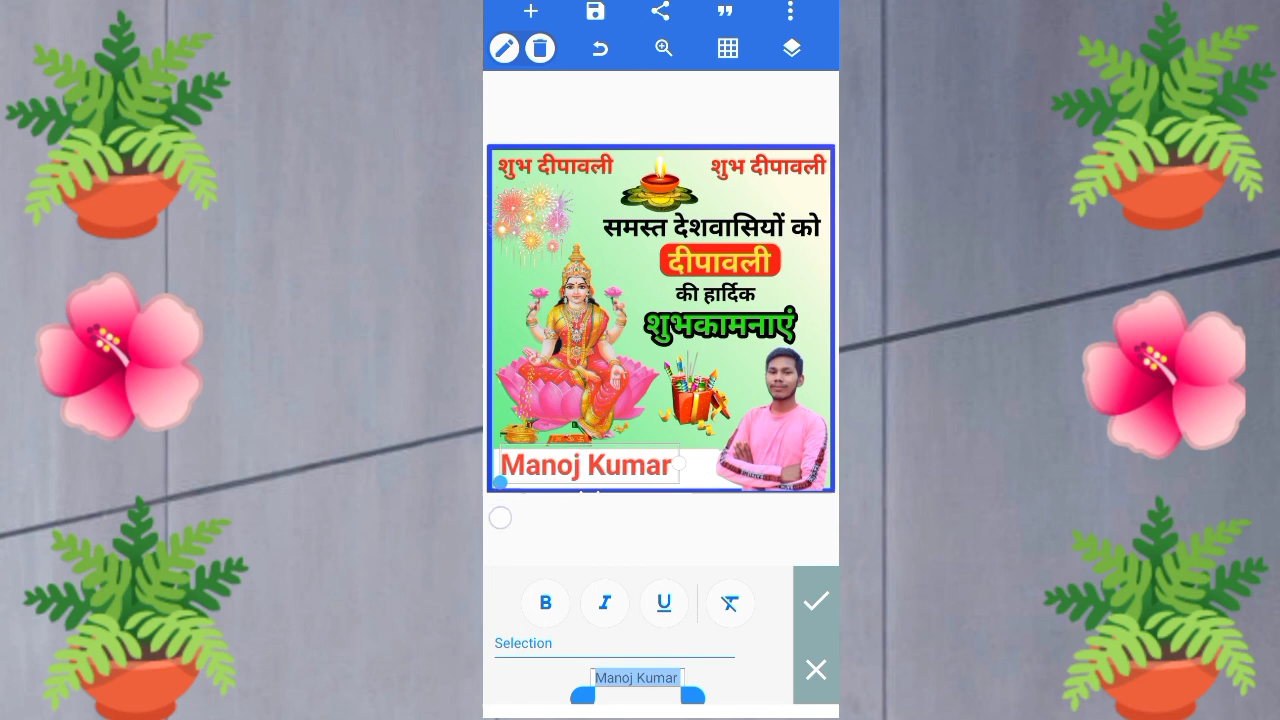 शुभ दीपावली
शुभ दीपावली
समस्त देशवासियों को
दीपावली
की हार्दिक
शुभकामनाएं
Manoj Kumar
B I U
Selection
Manoj Kumar